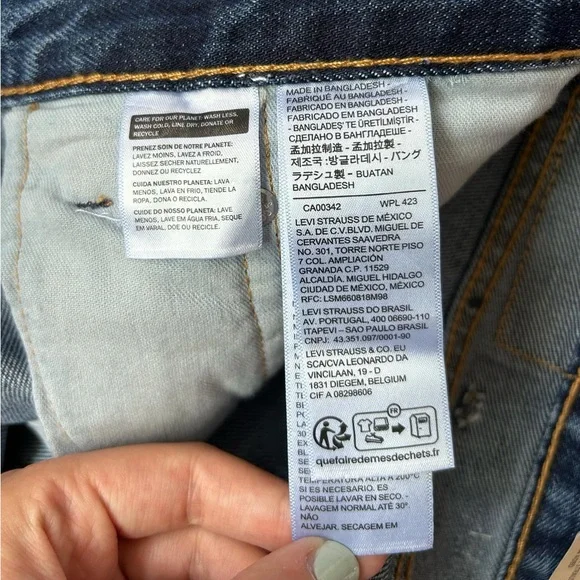 CARE FOR OUR PLANET: WASH LESS,
WASH COLD, LINE DRY, DONATE OR
RECYCLE
PRENEZ SOIN DE NOTRE PLANETE:
LAVEZ MOINS, LAVEZ A FROID,
LAISSEZ SECHER NATURELLEMENT,
DONNEZ OU RECYCLEZ
CUIDA NUESTRO PLANETA: LAVA
MENOS, LAVA EN FRIO, TIENDE LA
ROPA, DONA O RECICLA.
CUIDE DO NOSSO PLANETA: LAVE
MENOS, LAVE EM ÁGUA FRIA, SEQUE
EM VARAL, DOE OU RECICLE.
MADE IN BANGLADESH -
FABRIQUÉ AU BANGLADESH -
FABRICADO EN BANGLADESH -
FABRICADO EM BANGLADESH
- BANGLADEŞ'TE ÜRETİLMİŞTİR -
СДЕЛАНО В БАНГЛАДЕШЕ -
孟加拉制造 - 孟加拉製 -
제조국: 방글라데시 - バング
ラデシュ製 - BUATAN
BANGLADESH
CA00342 WPL 423
LEVI STRAUSS DE MÉXICO
S.A. DE C.V.BLVD. MIGUEL DE
CERVANTES SAAVEDRA
NO. 301, TORRE NORTE PISO
7 COL. AMPLIACIÓN
GRANADA C.P. 11529
ALCALDÍA. MIGUEL HIDALGO
CIUDAD DE MÉXICO, MÉXICO
RFC: LSM660818M98
LEVI STRAUSS DO BRASIL
AV. PORTUGAL, 400 06690-110
ITAPEVI – SAO PAULO BRASIL
CNPJ: 43.351.097/0001-90
LEVI STRAUSS & CO. EU
SCA/CVA LEONARDO DA
VINCILAAN, 19 - D
1831 DIEGEM, BELGIUM
CIF A 08298606
FR
quefairedemesdechets.fr
TEMPERATURA ALTA A 200°C
SI ES NECESARIO. ES
POSIBLE LAVAR EN SECO. -
LAVAGEM NORMAL ATÉ 30°.
NÃO
ALVEJAR. SECAGEM EM